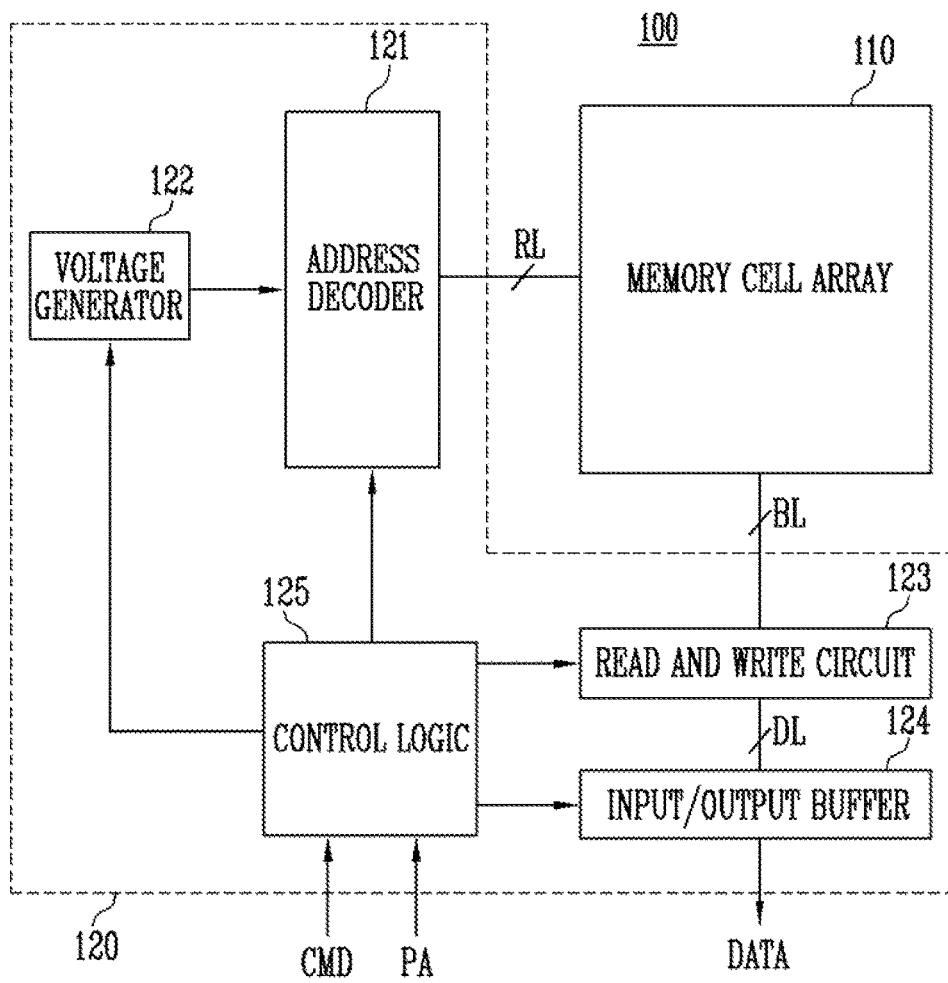 100
121
110
122
VOLTAGE
GENERATOR
ADDRESS
DECODER
RL
MEMORY CELL ARRAY
BL
125
123
READ AND WRITE CIRCUIT
CONTROL LOGIC
DL
124
INPUT/OUTPUT BUFFER
120
CMD
PA
DATA